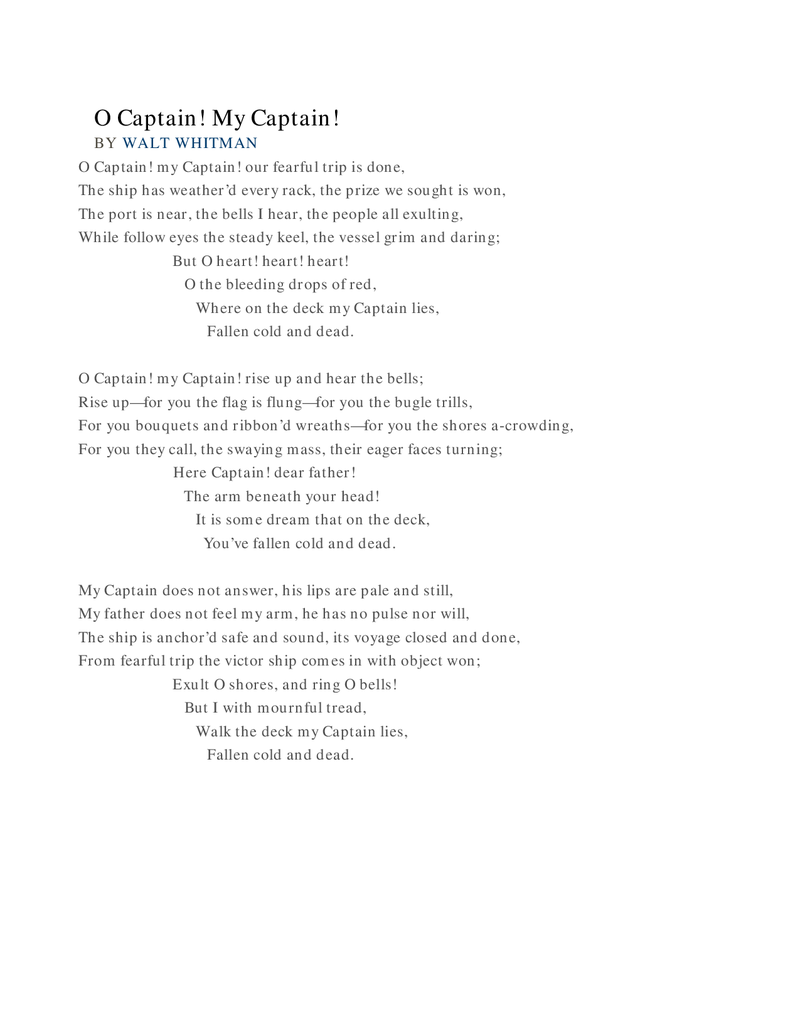 O Captain! My Captain!
BY WALT WHITMAN
O Captain! my Captain! our fearful trip is done,
The ship has weather’d every rack, the prize we sought is won,
The port is near, the bells I hear, the people all exulting,
While follow eyes the steady keel, the vessel grim and daring;
But O heart! heart! heart!
O the bleeding drops of red,
Where on the deck my Captain lies,
Fallen cold and dead.

O Captain! my Captain! rise up and hear the bells;
Rise up—for you the flag is flung—for you the bugle trills,
For you bouquets and ribbon’d wreaths—for you the shores a-crowding,
For you they call, the swaying mass, their eager faces turning;
Here Captain! dear father!
The arm beneath your head!
It is some dream that on the deck,
You’ve fallen cold and dead.

My Captain does not answer, his lips are pale and still,
My father does not feel my arm, he has no pulse nor will,
The ship is anchor’d safe and sound, its voyage closed and done,
From fearful trip the victor ship comes in with object won;
Exult O shores, and ring O bells!
But I with mournful tread,
Walk the deck my Captain lies,
Fallen cold and dead.